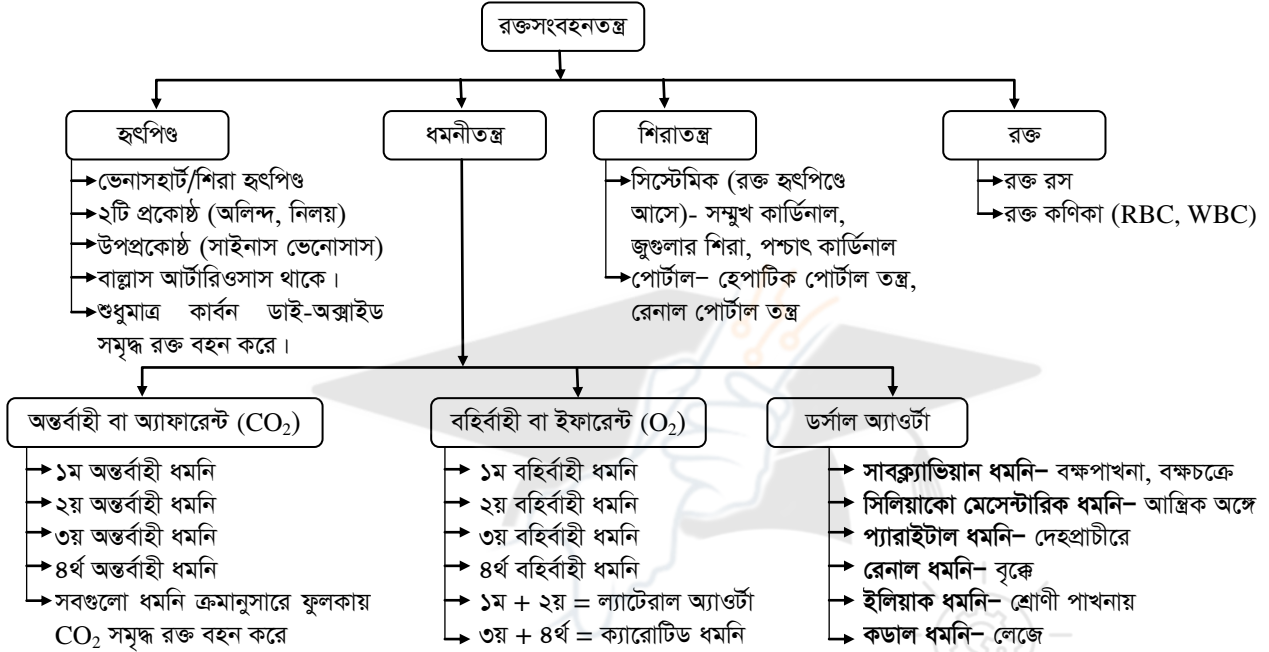 রক্তসংবহনতন্ত্র
হৃৎপিণ্ড
ধমনীতন্ত্র
শিরাতন্ত্র
রক্ত
ভেনাসহার্ট/শিরা হৃৎপিণ্ড
২টি প্রকোষ্ঠ (অলিন্দ, নিলয়)
উপপ্রকোষ্ঠ (সাইনাস ভেনোসাস)
বাল্লাস আর্টারিওসাস থাকে।
শুধুমাত্র কার্বন ডাই-অক্সাইড
সমৃদ্ধ রক্ত বহন করে।
সিস্টেমিক (রক্ত হৃৎপিণ্ডে
আসে)- সম্মুখ কার্ডিনাল,
জুগুলার শিরা, পশ্চাৎ কার্ডিনাল
পোর্টাল– হেপাটিক পোর্টাল তন্ত্র,
রেনাল পোর্টাল তন্ত্র
রক্ত রস
রক্ত কণিকা (RBC, WBC)
অন্তর্বাহী বা অ্যাফারেন্ট (CO₂)
১ম অন্তর্বাহী ধমনি
২য় অন্তর্বাহী ধমনি
৩য় অন্তর্বাহী ধমনি
৪র্থ অন্তর্বাহী ধমনি
সবগুলো ধমনি ক্রমানুসারে ফুলকায়
CO₂ সমৃদ্ধ রক্ত বহন করে
বহির্বাহী বা ইফারেন্ট (O₂)
১ম বহির্বাহী ধমনি
২য় বহির্বাহী ধমনি
৩য় বহির্বাহী ধমনি
৪র্থ বহির্বাহী ধমনি
১ম + ২য় = ল্যাটেরাল অ্যাওর্টা
৩য় + ৪র্থ = ক্যারোটিড ধমনি
ডর্সাল অ্যাওর্টা
সাবক্ল্যাভিয়ান ধমনি– বক্ষপাখনা, বক্ষচক্রে
সিলিয়াকো মেসেন্টারিক ধমনি– আন্ত্রিক অঙ্গে
প্যারাইটাল ধমনি– দেহপ্রাচীরে
রেনাল ধমনি– বৃক্কে
ইলিয়াক ধমনি– শ্রোণী পাখনায়
কডাল ধমনি– লেজে